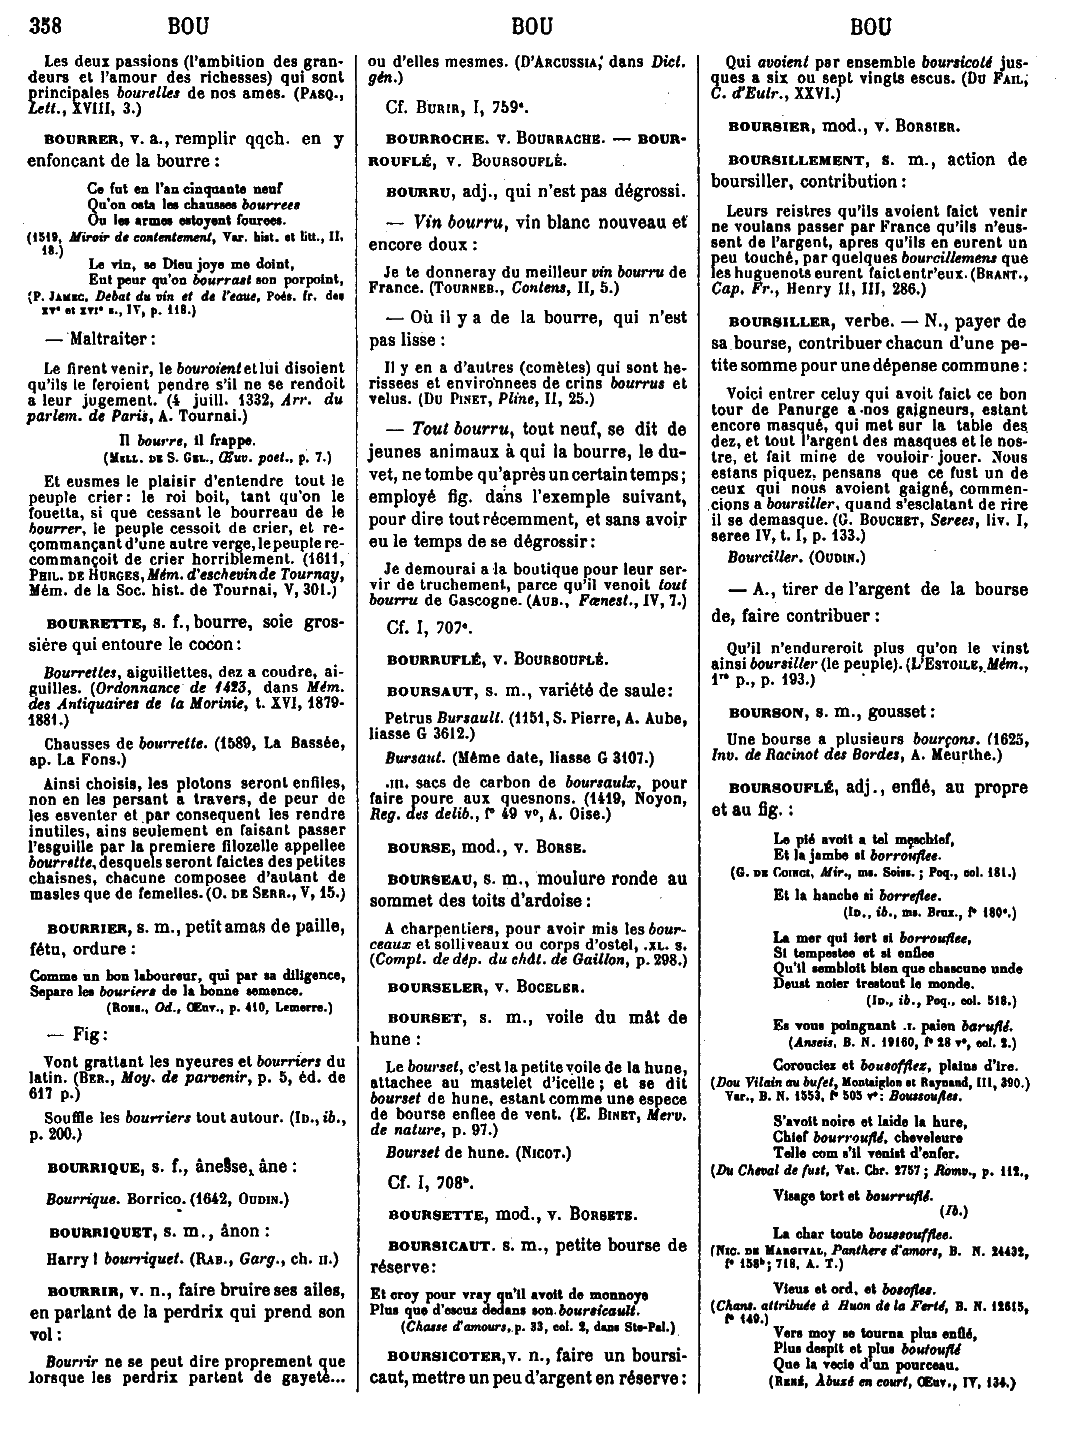 358 BOU BOU BOU
Les deux passions (l'ambition des gran-
deurs et l'amour des richesses) qui sont
principales bourelles de nos ames. (PASQ.,
Lett., XVIII, 3.)
BOURRER, v. a., remplir qqch. en y
enfoncant de la bourre :
Ce fut en l'an cinquante neuf
Qu'on osta les chausses bourrees
Ou les armes estoyent fourees.
(1519, Miroir de contentement, Var. hist. et litt., II,
18.)
Le vin, se Dieu joye me doint,
Eut peur qu'on bourrast son porpoint,
(P. JAMEC, Debat du vin et de l'eaue, Poés. fr. des
XVe et XVIe s., IV, p. 118.)
— Maltraiter :
Le firent venir, le bouroient et lui disoient
qu'ils le feroient pendre s'il ne se rendoit
a leur jugement. (4 juill. 1332, Arr. du
parlem. de Paris, A. Tournai.)
Il bourre, il frappe.
(MELL. DE S. GEL., Œuv. poet., p. 7.)
Et eusmes le plaisir d'entendre tout le
peuple crier : le roi boit, tant qu'on le
fouetta, si que cessant le bourreau de le
bourrer, le peuple cessoit de crier, et re-
commançant d'une autre verge, le peuple re-
commançoit de crier horriblement. (1611,
PHIL. DE HURGES, Mém. d'eschevin de Tournay,
Mém. de la Soc. hist. de Tournai, V, 301.)
BOURRETTE, s. f., bourre, soie gros-
sière qui entoure le cocon :
Bourrettes, aiguillettes, dez a coudre, ai-
guilles. (Ordonnance de 1423, dans Mém.
des Antiquaires de la Morinie, t. XVI, 1879-
1881.)
Chausses de bourrette. (1589, La Bassée,
ap. La Fons.)
Ainsi choisis, les plotons seront enfiles,
non en les persant a travers, de peur de
les esventer et par consequent les rendre
inutiles, ains seulement en faisant passer
l'esguille par la premiere filozelle appellee
bourrette, desquels seront faictes des petites
chaisnes, chacune composee d'autant de
masles que de femelles. (O. DE SERR., V, 15.)
BOURRIER, s. m., petit amas de paille,
fétu, ordure :
Comme un bon laboureur, qui par sa diligence,
Separe les bouriers de la bonne semence.
(RONS., Od., Œuv., p. 410, Lemerre.)
— Fig :
Vont grattant les nyeures et bourriers du
latin. (BER., Moy. de parvenir, p. 5, éd. de
617 p.)
Souffle les bourriers tout autour. (ID., ib.,
p. 200.)
BOURRIQUE, s. f., ânesse, âne :
Bourrique. Borrico. (1642, OUDIN.)
BOURRIQUET, s. m., ânon :
Harry ! bourriquet. (RAB., Garg., ch. II.)
BOURRIR, v. n., faire bruire ses ailes,
en parlant de la perdrix qui prend son
vol :
Bourrir ne se peut dire proprement que
lorsque les perdrix partent de gayeté...
ou d'elles mesmes. (D'ARCUSSIA, dans Dict.
gén.)
Cf. BURIR, I, 759c.
BOURROCHE. V. BOURRACHE. — BOUR-
ROUFLÉ, V. BOURSOUFLÉ.
BOURRU, adj., qui n'est pas dégrossi.
— Vin bourru, vin blanc nouveau et
encore doux :
Je te donneray du meilleur vin bourru de
France. (TOURNEB., Contens, II, 5.)
— Où il y a de la bourre, qui n'est
pas lisse :
Il y en a d'autres (comètes) qui sont he-
rissees et environnees de crins bourrus et
velus. (DU PINET, Pline, II, 25.)
— Tout bourru, tout neuf, se dit de
jeunes animaux à qui la bourre, le du-
vet, ne tombe qu'après un certain temps ;
employé fig. dans l'exemple suivant,
pour dire tout récemment, et sans avoir
eu le temps de se dégrossir :
Je demourai a la boutique pour leur ser-
vir de truchement, parce qu'il venoit tout
bourru de Gascogne. (AUB., Fœnest., IV, 7.)
Cf. I, 707c.
BOURRUFLÉ, V. BOURSOUFLÉ.
BOURSAUT, s. m., variété de saule :
Petrus Bursault. (1151, S. Pierre, A. Aube,
liasse G 3612.)
Bursaut. (Même date, liasse G 3107.)
.III. sacs de carbon de boursaulx, pour
faire poure aux quesnons. (1419, Noyon,
Reg. des delib., f° 49 v°, A. Oise.)
BOURSE, mod., v. BORSE.
BOURSEAU, s. m., moulure ronde au
sommet des toits d'ardoise :
A charpentiers, pour avoir mis les bour-
ceaux et solliveaux ou corps d'ostel, .XL. s.
(Compt. de dép. du chât. de Gaillon, p. 298.)
BOURSELER, V. BOCELER.
BOURSET, s. m., voile du mât de
hune :
Le bourset, c'est la petite voile de la hune,
attachee au mastelet d'icelle ; et se dit
bourset de hune, estant comme une espece
de bourse enflee de vent. (E. BINET, Merv.
de nature, p. 97.)
Bourset de hune. (NICOT.)
Cf. I, 708b.
BOURSETTE, mod., v. BORSETE.
BOURSICAUT. s. m., petite bourse de
réserve :
Et croy pour vray qu'il avoit de monnoye
Plus que d'escuz dedans son boursicault.
(Chasse d'amours, p. 33, col. 2, dans Ste-Pal.)
BOURSICOTER, v. n., faire un boursi-
caut, mettre un peu d'argent en réserve :
Qui avoient par ensemble boursicoté jus-
ques a six ou sept vingts escus. (DU FAIL,
C. d'Eutr., XXVI.)
BOURSIER, mod., v. BORSIER.
BOURSILLEMENT, s. m., action de
boursiller, contribution :
Leurs reistres qu'ils avoient faict venir
ne voulans passer par France qu'ils n'eus-
sent de l'argent, apres qu'ils en eurent un
peu touché, par quelques bourcillemens que
les huguenots eurent faict entr'eux. (BRANT.,
Cap. Fr., Henry II, III, 286.)
BOURSILLER, verbe. — N., payer de
sa bourse, contribuer chacun d'une pe-
tite somme pour une dépense commune :
Voici entrer celuy qui avoit faict ce bon
tour de Panurge a nos gaigneurs, estant
encore masqué, qui met sur la table des
dez, et tout l'argent des masques et le nos-
tre, et fait mine de vouloir jouer. Nous
estans piquez, pensans que ce fust un de
ceux qui nous avoient gaigné, commen-
cions a boursiller, quand s'esclatant de rire
il se demasque. (G. BOUCHET, Serees, liv. I,
seree IV, t. I, p. 133.)
Bourciller. (OUDIN.)
— A., tirer de l'argent de la bourse
de, faire contribuer :
Qu'il n'endureroit plus qu'on le vinst
ainsi boursiller (le peuple). (L'ESTOILE, Mém.,
1re p., p. 193.)
BOURSON, s. m., gousset :
Une bourse a plusieurs bourçons. (1625,
Inv. de Racinot des Bordes, A. Meurthe.)
BOURSOUFLÉ, adj., enflé, au propre
et au fig. :
Le pié avoit a tel meschief,
Et la jambe si borrouflee.
(G. DE COINCI, Mir., ms. Soiss. ; Poq., col. 181.)
Et la hanche si borreflee.
(ID., ib., ms. Brux., f° 180c.)
La mer qui iert si borrouflee,
Si tempestee et si enflee
Qu'il sembloit bien que chascune unde
Deust noier trestout le monde.
(ID., ib., Poq., col. 518.)
Es vous poingnant .I. paien baruflé.
(Anseis, B. N. 19160, f° 28 v°, col. 2.)
Corouciez et bousofflez, plains d'ire.
(Dou Vilain au bufet, Montaiglon et Raynaud, III, 390.)
Var., B. N. 1553, f° 505 v° : Boussoufles.
S'avoit noire et laide la hure,
Chief bourrouflé, cheveleure
Telle com s'il venist d'enfer.
(Du Cheval de fust, Vat. Chr. 2757 ; Romv., p. 112.,
Visage tort et bourruflé.
(Ib.)
La char toute boussoufflee.
(NIC. DE MARGIVAL, Panthere d'amors, B. N. 24432,
f° 158b ; 718, A. T.)
Vieus et ord, et bosofles.
(Chans. attribuée à Huon de la Ferté, B. N. 12615,
f° 149.)
Vers moy se tourna plus enflé,
Plus despit et plus boutouflé
Que la vecie d'un pourceau.
(RENÉ, Abusé en court, Œuv., IV, 134.)